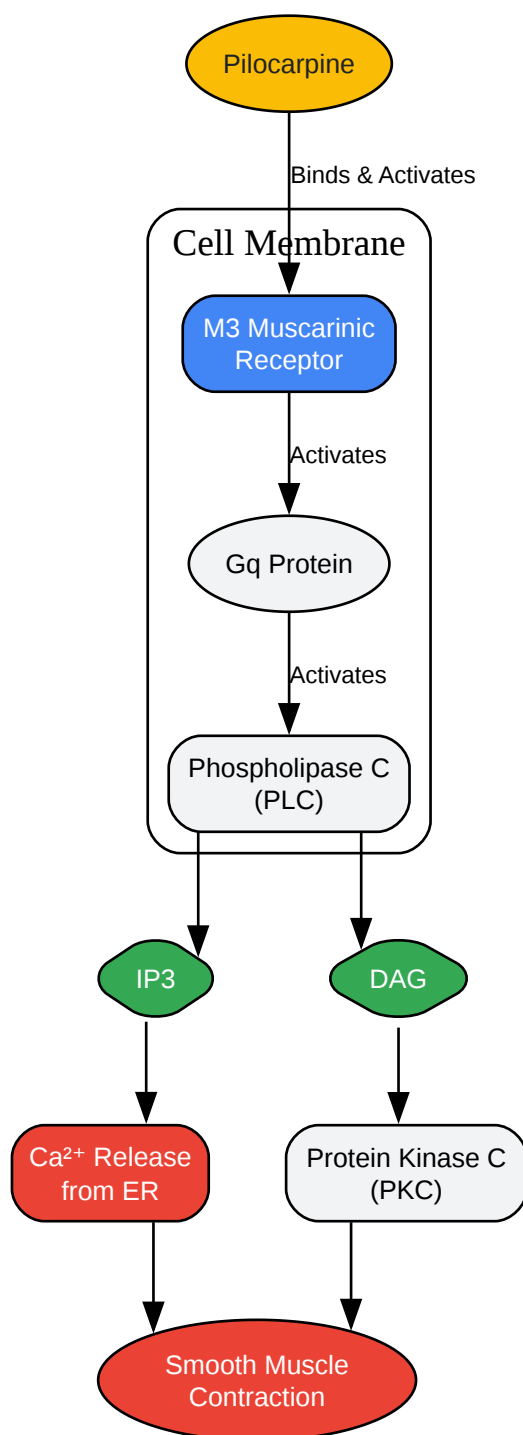 Pilocarpine
Binds & Activates
Cell Membrane
M3 Muscarinic
Receptor
Activates
Gq Protein
Activates
Phospholipase C
(PLC)
IP3
DAG
Ca²⁺ Release
from ER
Protein Kinase C
(PKC)
Smooth Muscle
Contraction